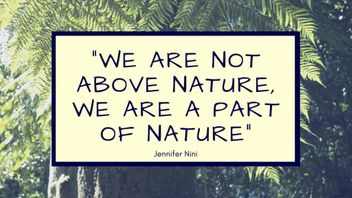 "WE ARE NOT
ABOVE NATURE,
WE ARE A PART
OF NATURE"
Jennifer Nini